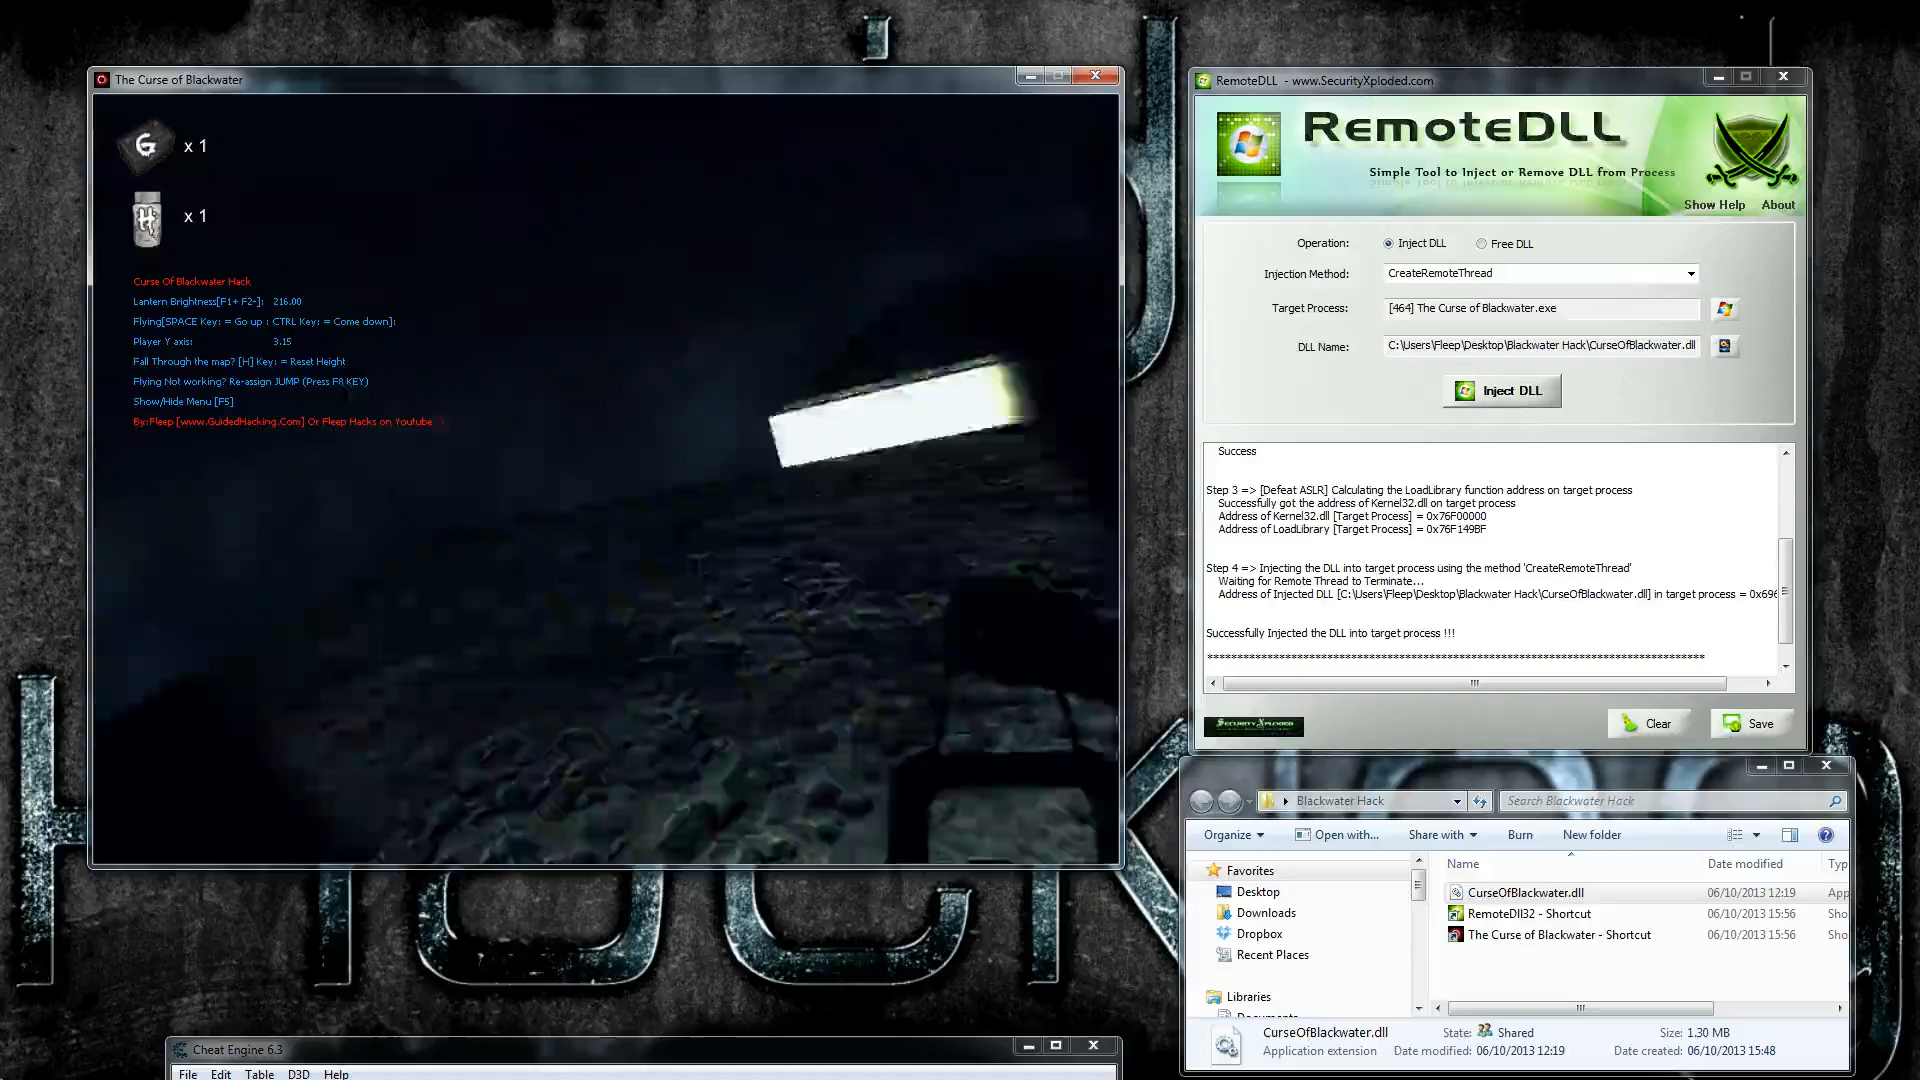 The Curse of Blackwater
G x 1
H x 1
Curse Of Blackwater Hack
Lantern Brightness[F1+ F2-]: 216.00
Flying[SPACE Key: = Go up : CTRL Key: = Come down]:
Player Y axis: 3.15
Fall Through the map? [H] Key: = Reset Height
Flying Not working? Re-assign JUMP (Press F8 KEY)
Show/Hide Menu [F5]
By:Fleep [www.GuidedHacking.Com] Or Fleep Hacks on Youtube
RemoteDLL - www.SecurityXploded.com
RemoteDLL
Simple Tool to Inject or Remove DLL from Process
Show Help About
Operation: Inject DLL Free DLL
Injection Method: CreateRemoteThread
Target Process: [464] The Curse of Blackwater.exe
DLL Name: C:\Users\Fleep\Desktop\Blackwater Hack\CurseOfBlackwater.dll
Inject DLL
Success
Step 3 => [Defeat ASLR] Calculating the LoadLibrary function address on target process
Successfully got the address of Kernel32.dll on target process
Address of Kernel32.dll [Target Process] = 0x76F00000
Address of LoadLibrary [Target Process] = 0x76F149BF
Step 4 => Injecting the DLL into target process using the method 'CreateRemoteThread'
Waiting for Remote Thread to Terminate...
Address of Injected DLL [C:\Users\Fleep\Desktop\Blackwater Hack\CurseOfBlackwater.dll] in target process = 0x696
Successfully Injected the DLL into target process !!!
*************************************************************************************
SecurityXploded
Clear Save
Blackwater Hack Search Blackwater Hack
Organize Open with... Share with Burn New folder
Name Date modified Typ
Favorites
Desktop
Downloads
Dropbox
Recent Places
Libraries
Documents
CurseOfBlackwater.dll 06/10/2013 12:19 App
RemoteDll32 - Shortcut 06/10/2013 15:56 Sho
The Curse of Blackwater - Shortcut 06/10/2013 15:56 Sho
CurseOfBlackwater.dll State: Shared Size: 1.30 MB
Application extension Date modified: 06/10/2013 12:19 Date created: 06/10/2013 15:48
Cheat Engine 6.3
File Edit Table D3D Help